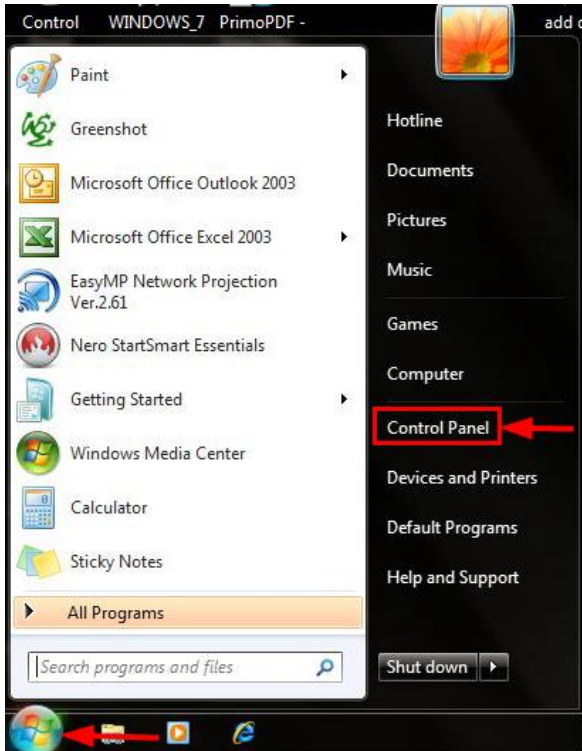 Control WINDOWS_7 PrimoPDF - add
Paint
Greenshot
Microsoft Office Outlook 2003
Microsoft Office Excel 2003
EasyMP Network Projection
Ver.2.61
Nero StartSmart Essentials
Getting Started
Windows Media Center
Calculator
Sticky Notes
All Programs
Search programs and files
Hotline
Documents
Pictures
Music
Games
Computer
Control Panel
Devices and Printers
Default Programs
Help and Support
Shut down